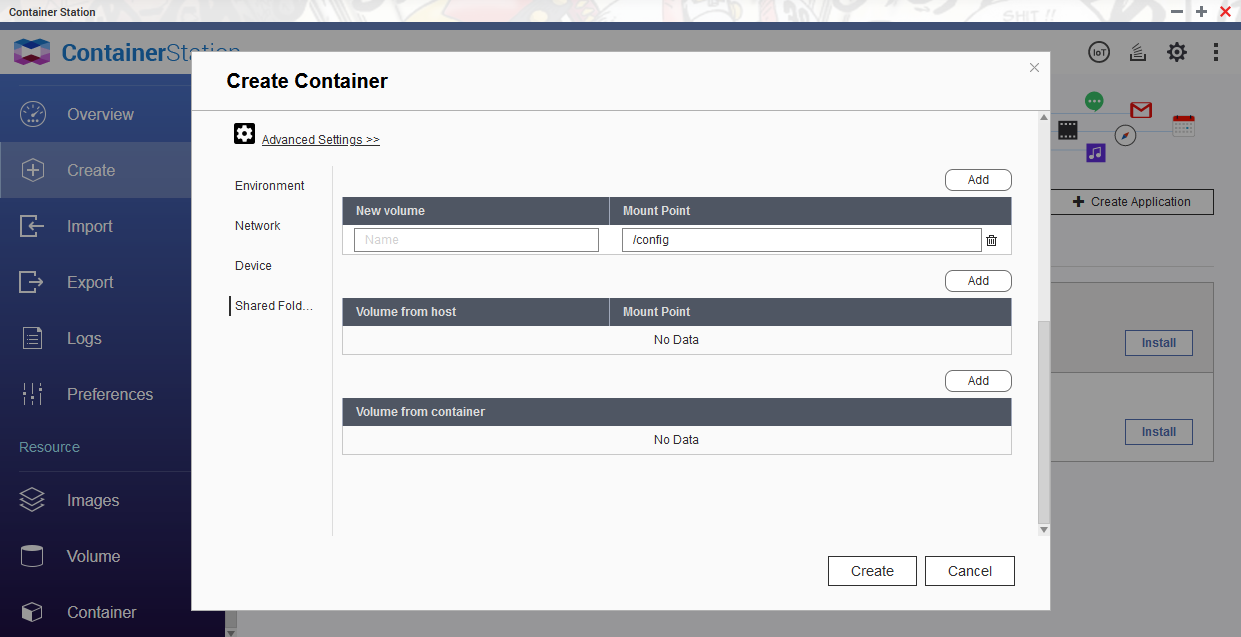 Container Station
SHIT !!
ContainerStation
IoT
Create Container
Advanced Settings >>
Overview
Create
Import
Export
Logs
Preferences
Resource
Images
Volume
Container
Environment
Network
Device
Shared Fold...
Add
New volume Mount Point
Name /config
Add
Volume from host Mount Point
No Data
Add
Volume from container
No Data
Create Cancel
+ Create Application
Install
Install